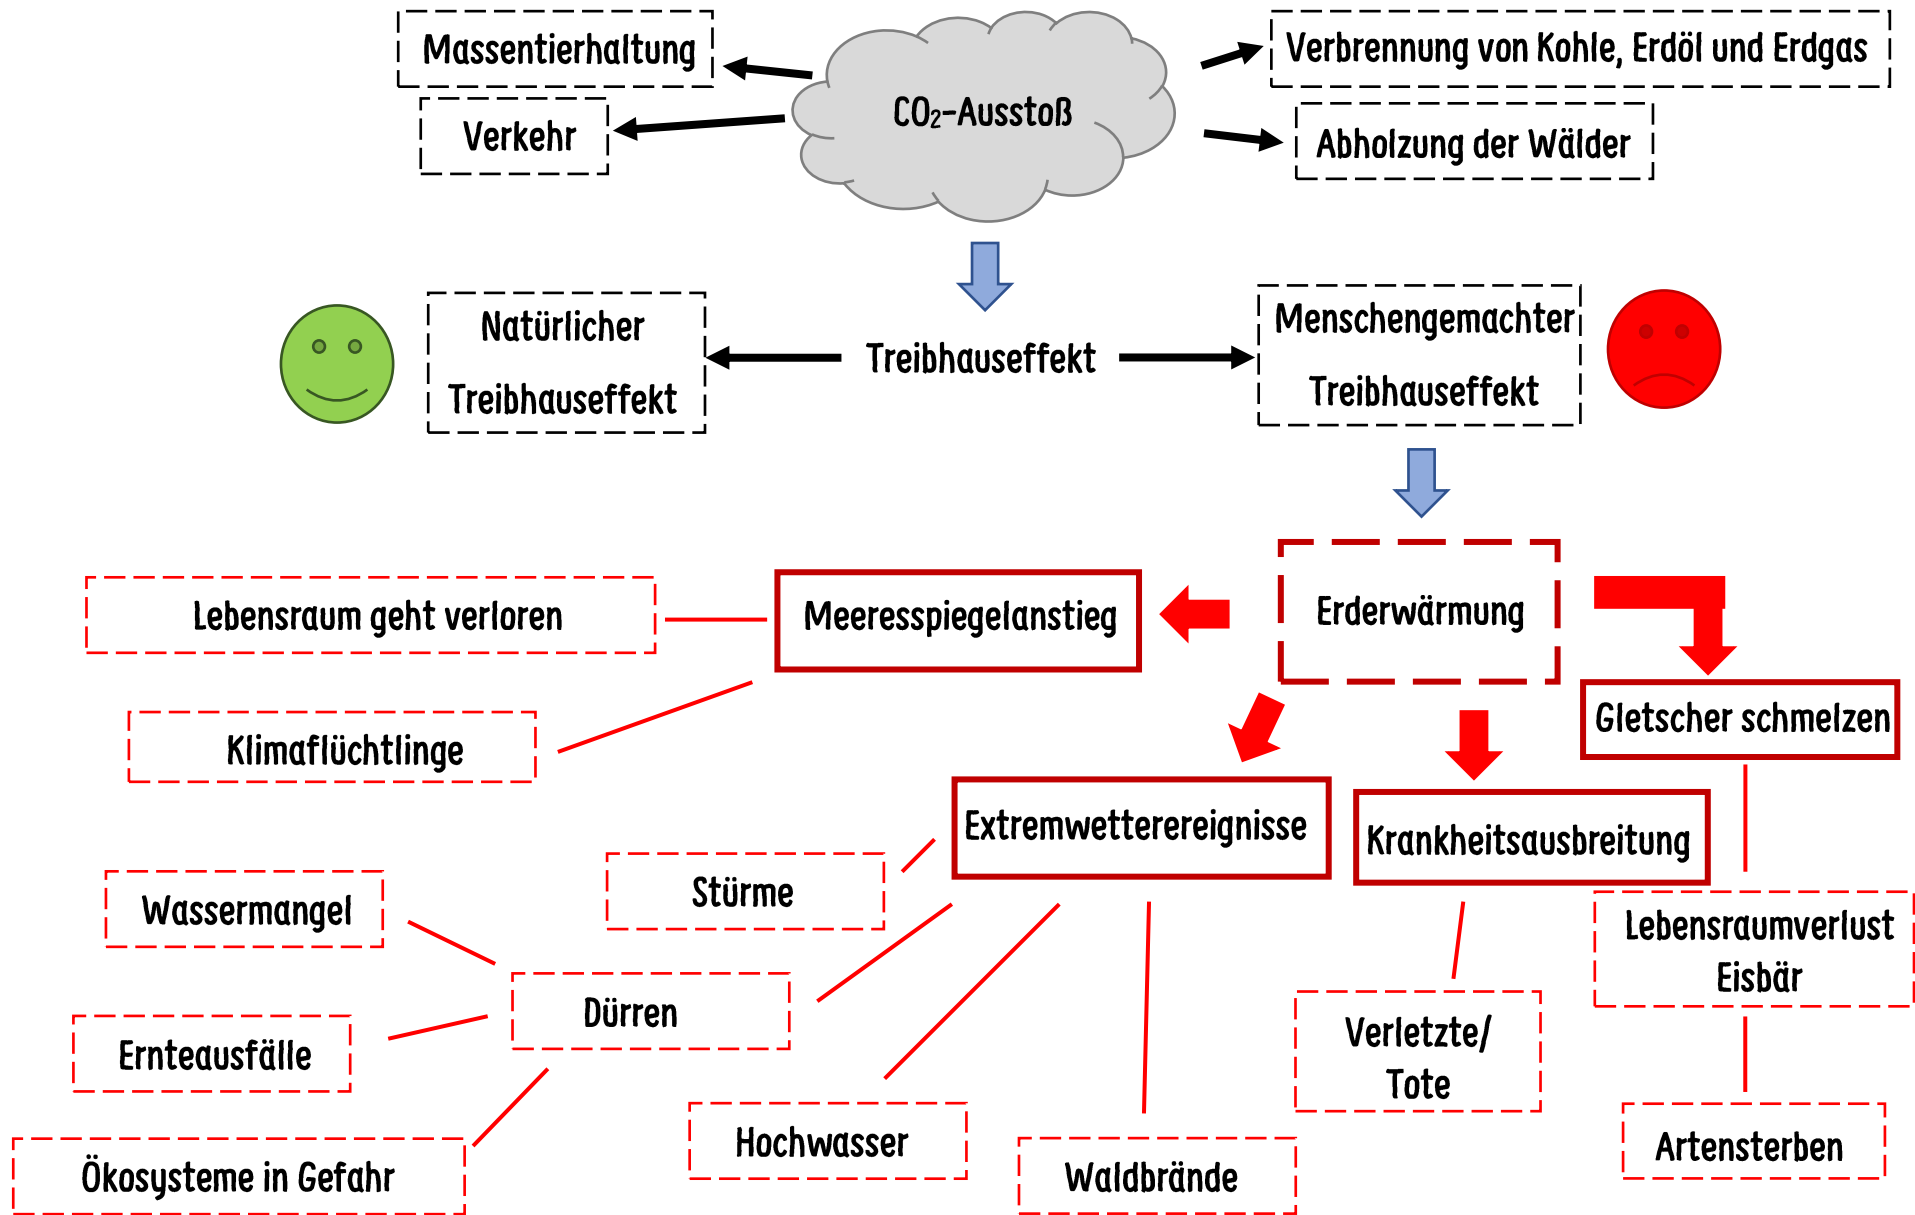 Massentierhaltung
CO₂-Ausstoß
Verbrennung von Kohle, Erdöl und Erdgas
Verkehr
Abholzung der Wälder
Natürlicher
Treibhauseffekt
Treibhauseffekt
Menschengemachter
Treibhauseffekt
Erderwärmung
Meeresspiegelanstieg
Lebensraum geht verloren
Klimaflüchtlinge
Gletscher schmelzen
Extremwetterereignisse
Krankheitsausbreitung
Stürme
Wassermangel
Dürren
Ernteausfälle
Ökosysteme in Gefahr
Hochwasser
Waldbrände
Verletzte/
Tote
Lebensraumverlust
Eisbär
Artensterben